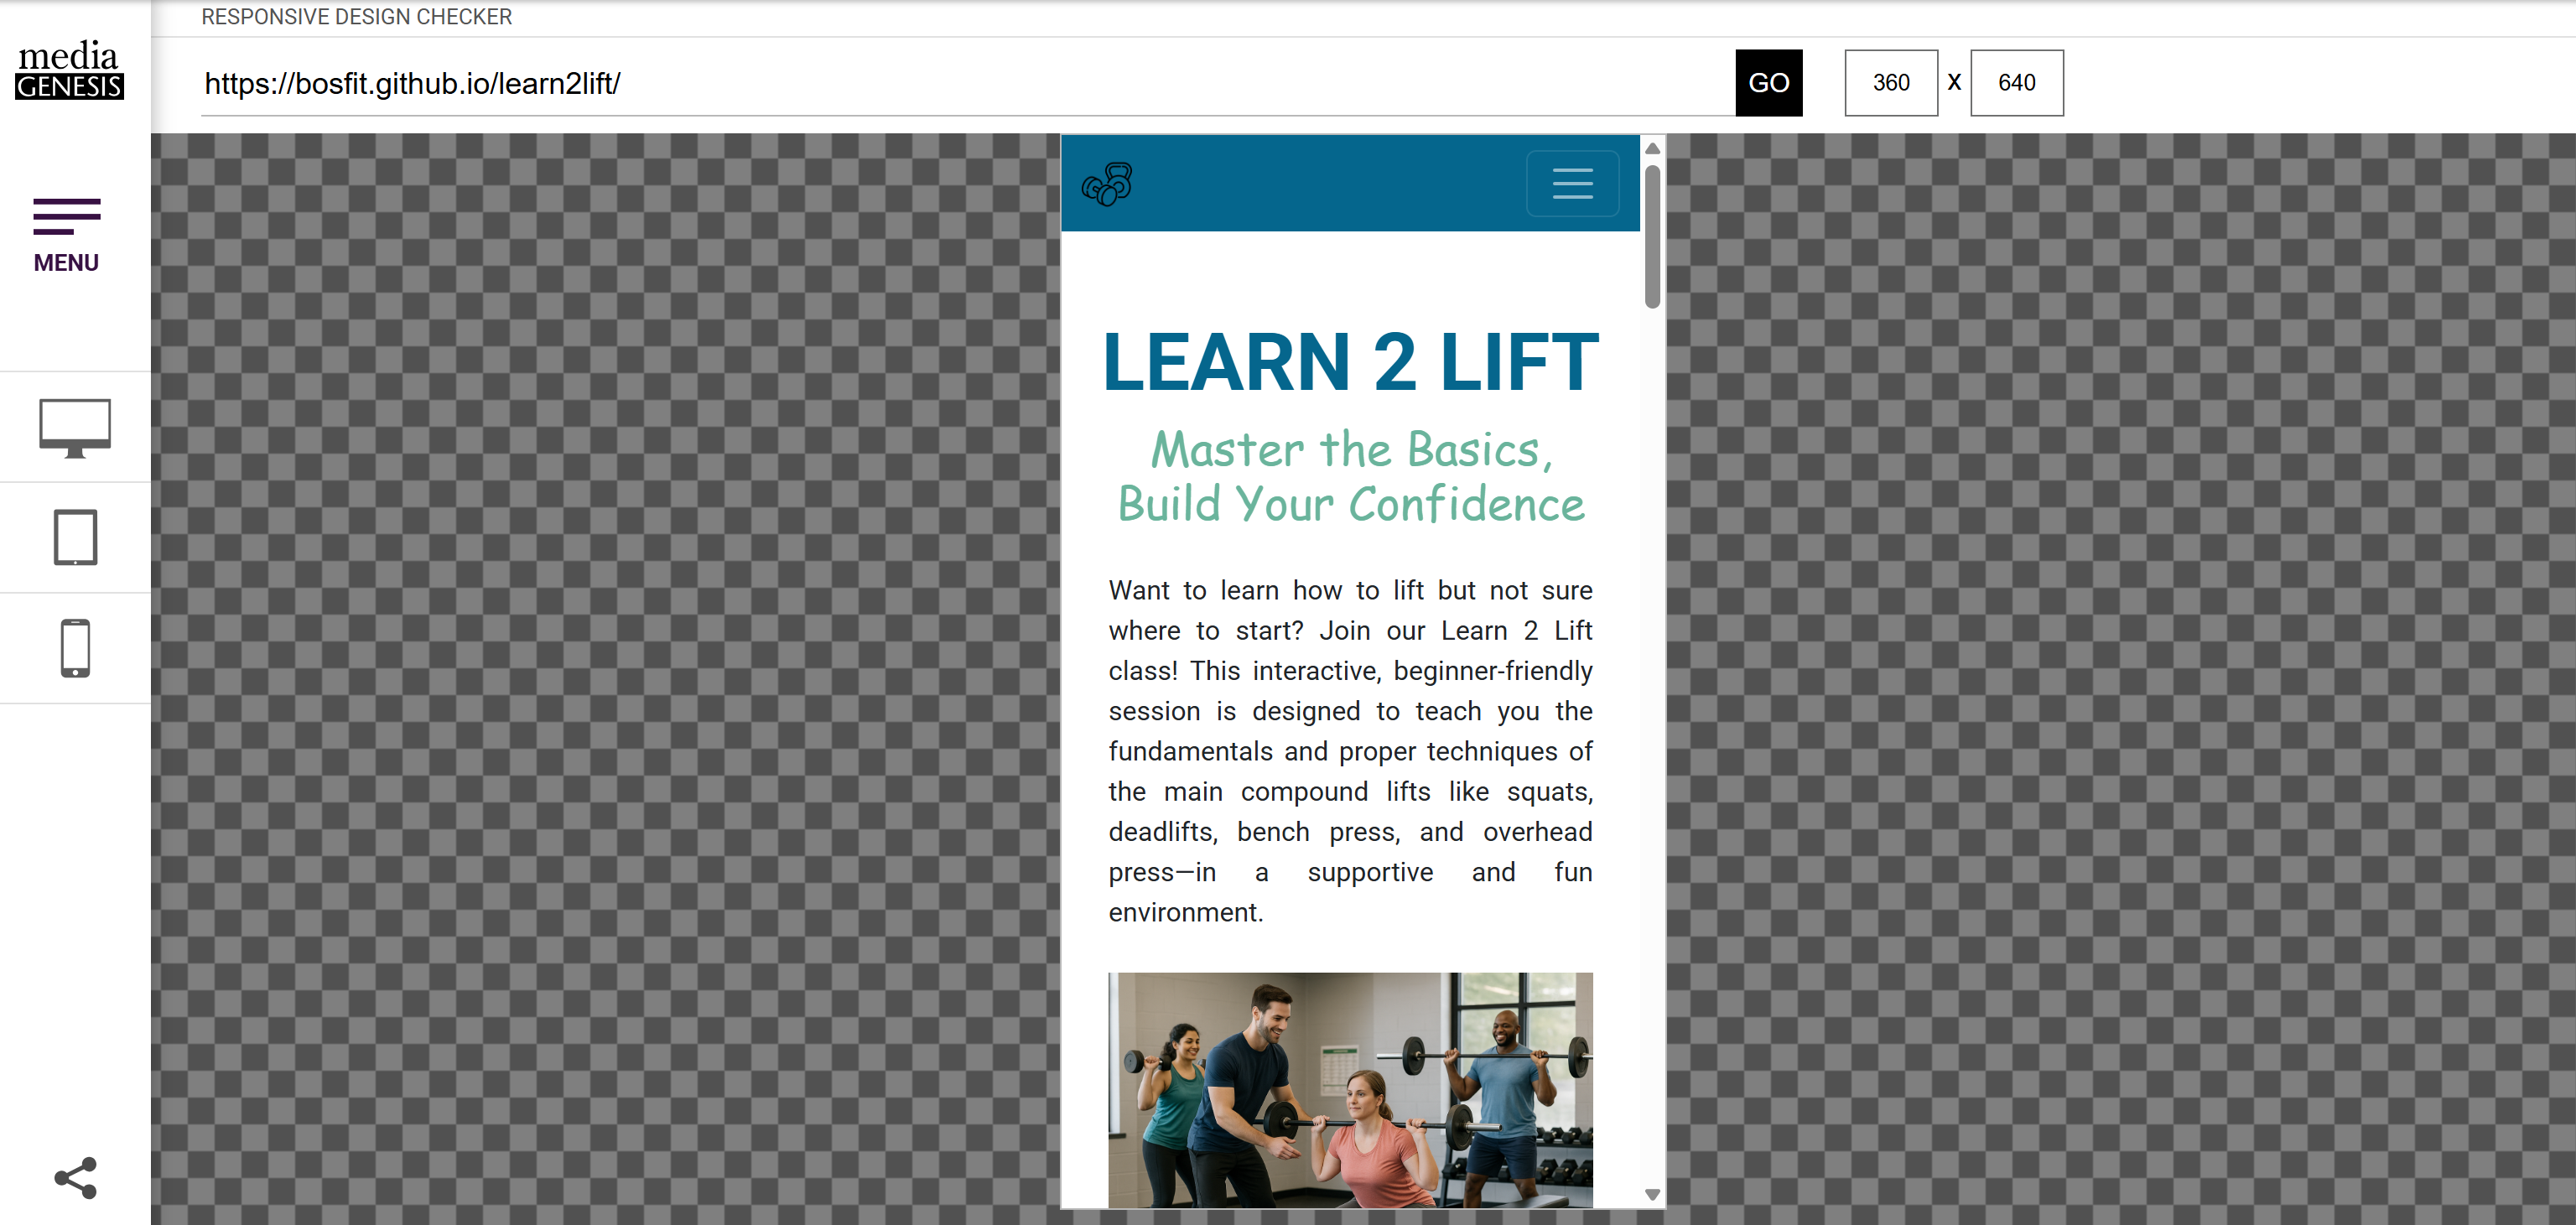 RESPONSIVE DESIGN CHECKER
media
GENESIS
https://bosfit.github.io/learn2lift/
GO
360
x
640
MENU
LEARN 2 LIFT
Master the Basics,
Build Your Confidence
Want to learn how to lift but not sure
where to start? Join our Learn 2 Lift
class! This interactive, beginner-friendly
session is designed to teach you the
fundamentals and proper techniques of
the main compound lifts like squats,
deadlifts, bench press, and overhead
press—in a supportive and fun
environment.